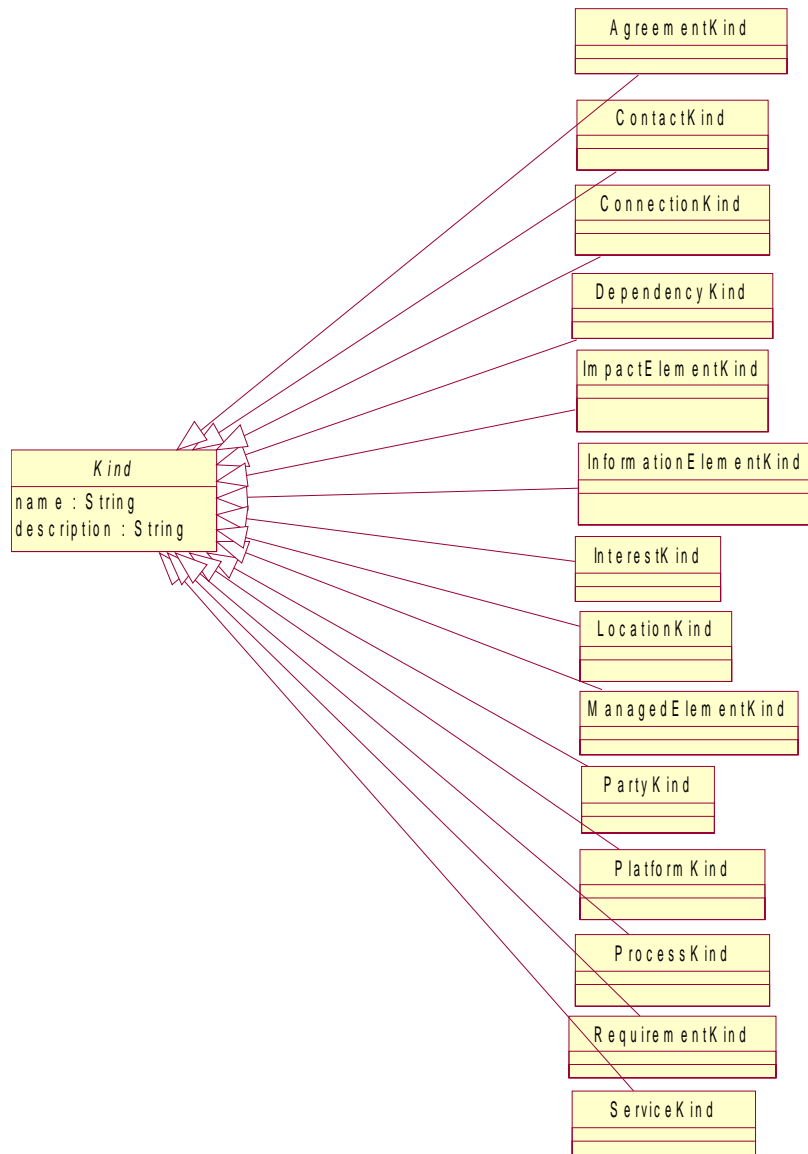 AgreementKind
ContactKind
ConnectionKind
DependencyKind
ImpactElementKind
Kind
name : String
description : String
InformationElementKind
InterestKind
LocationKind
ManagedElementKind
PartyKind
PlatformKind
ProcessKind
RequirementKind
ServiceKind